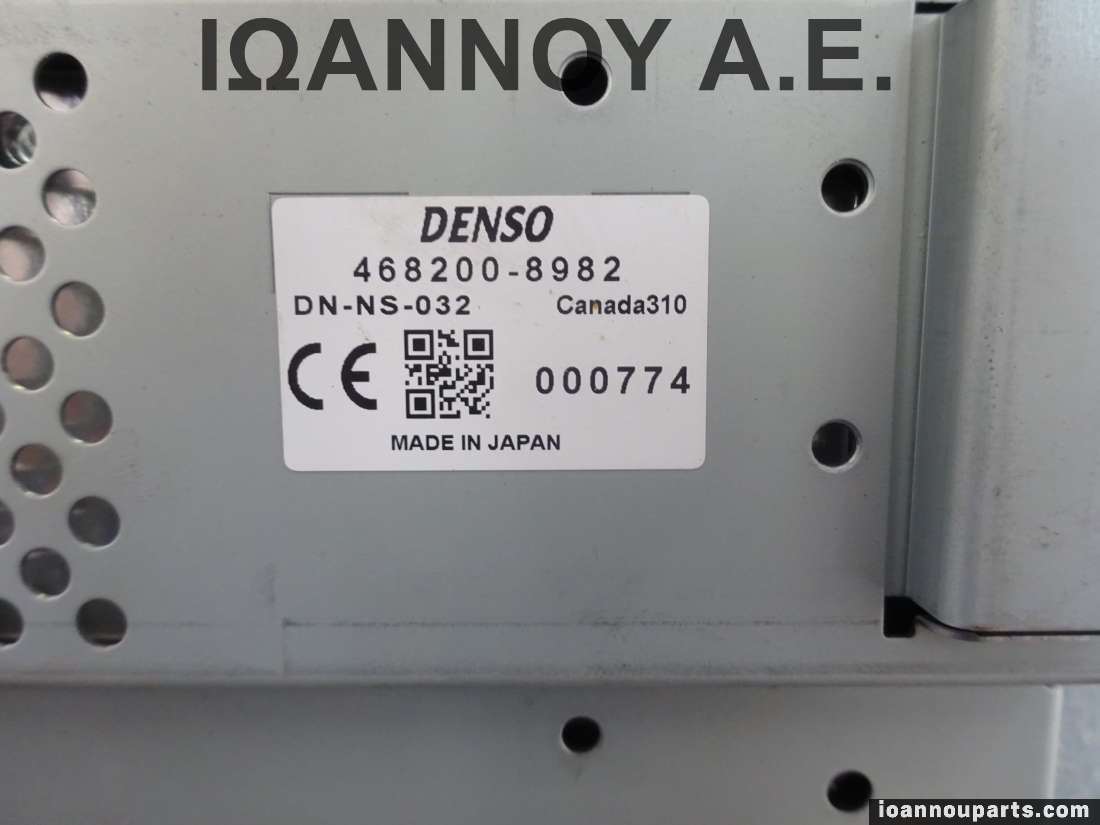 ΙΩΑΝΝΟΥ Α.Ε.
DENSO
468200-8982
DN-NS-032 Canada310
CE 000774
MADE IN JAPAN
ioannouparts.com